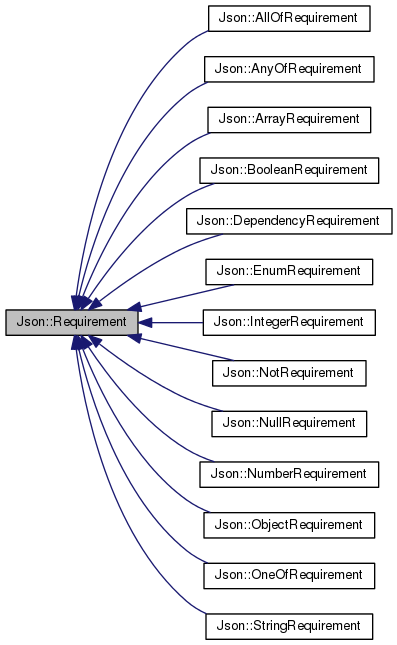 Json::AllOfRequirement
Json::AnyOfRequirement
Json::ArrayRequirement
Json::BooleanRequirement
Json::DependencyRequirement
Json::EnumRequirement
Json::Requirement
Json::IntegerRequirement
Json::NotRequirement
Json::NullRequirement
Json::NumberRequirement
Json::ObjectRequirement
Json::OneOfRequirement
Json::StringRequirement